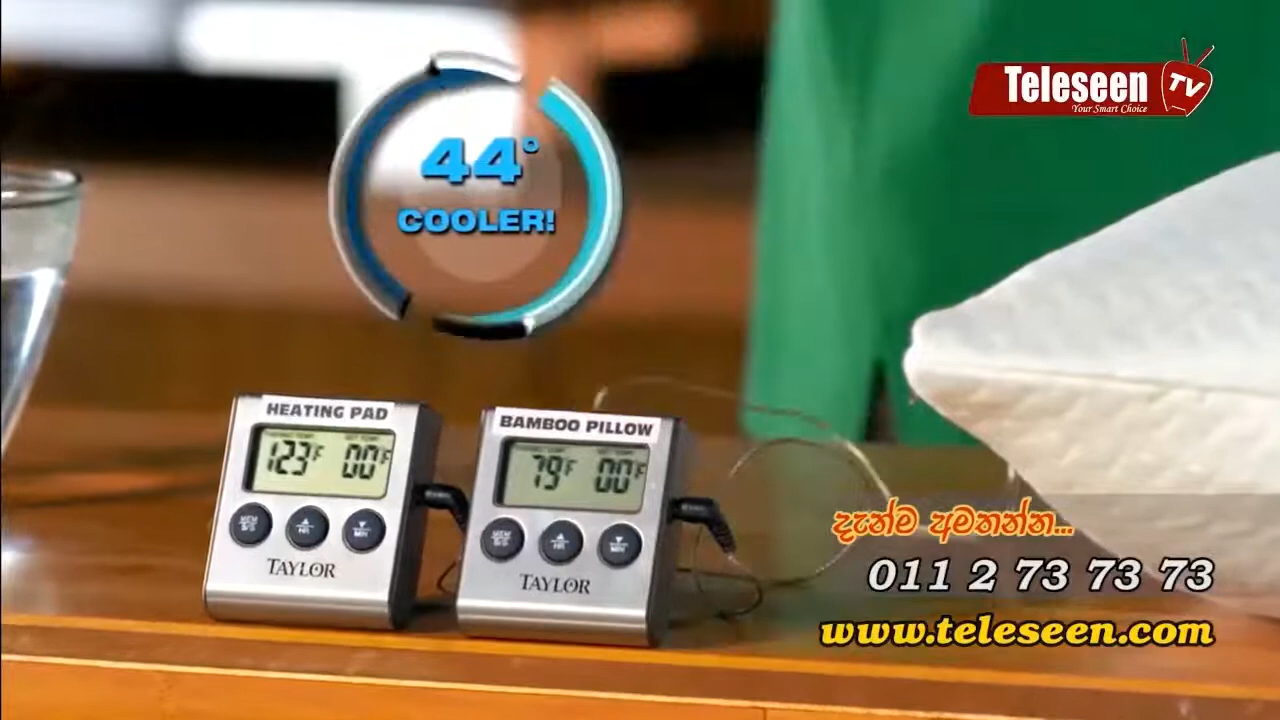 Teleseen
TV
Your Smart Choice
44°
COOLER!
HEATING PAD
123°F 00°F
TAYLOR
BAMBOO PILLOW
79°F 00°F
TAYLOR
දැන්ම අමතන්න...
011 2 73 73 73
www.teleseen.com